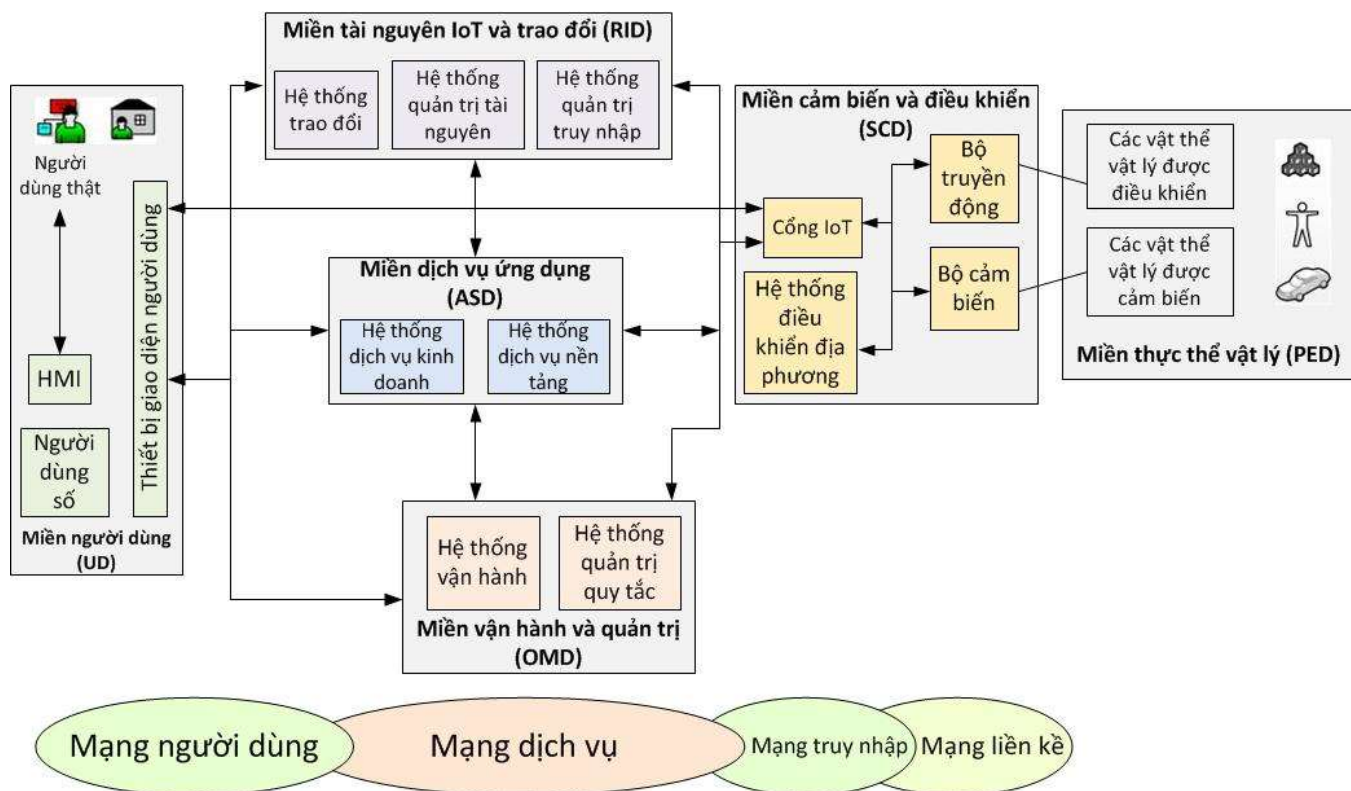 Miền tài nguyên IoT và trao đổi (RID)
Hệ thống
trao đổi
Hệ thống
quản trị tài
nguyên
Hệ thống
quản trị
truy nhập
Người
dùng thật
HMI
Người
dùng
số
Thiết bị giao diện người dùng
Miền người dùng
(UD)
Miền dịch vụ ứng dụng
(ASD)
Hệ thống
dịch vụ kinh
doanh
Hệ thống
dịch vụ nền
tảng
Hệ thống
vận hành
Hệ thống
quản trị
quy tắc
Miền vận hành và quản trị
(OMD)
Miền cảm biến và điều khiển
(SCD)
Cổng IoT
Hệ thống
điều
khiển địa
phương
Bộ
truyền
động
Bộ cảm
biến
Các vật thể
vật lý được
điều khiển
Các vật thể
vật lý được
cảm biến
Miền thực thể vật lý (PED)
Mạng người dùng
Mạng dịch vụ
Mạng truy nhập
Mạng liền kề